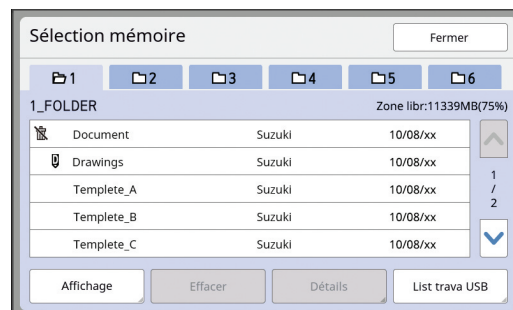 Sélection mémoire Fermer
1 2 3 4 5 6
1_FOLDER Zone libr:11339MB(75%)
Document Suzuki 10/08/xx
Drawings Suzuki 10/08/xx
Templete_A Suzuki 10/08/xx
1
Templete_B Suzuki 10/08/xx
/
2
Templete_C Suzuki 10/08/xx
Affichage Effacer Détails List trava USB